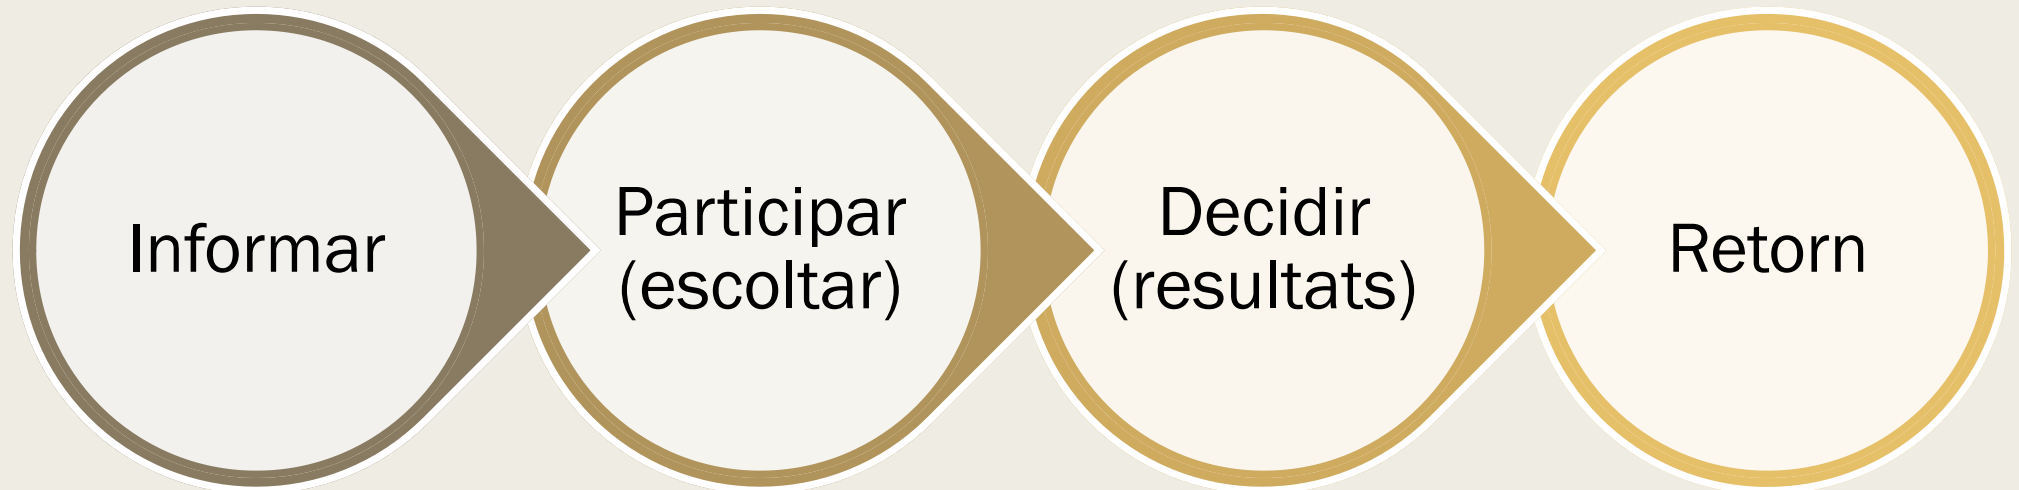 Informar
Participar
(escoltar)
Decidir
(resultats)
Retorn